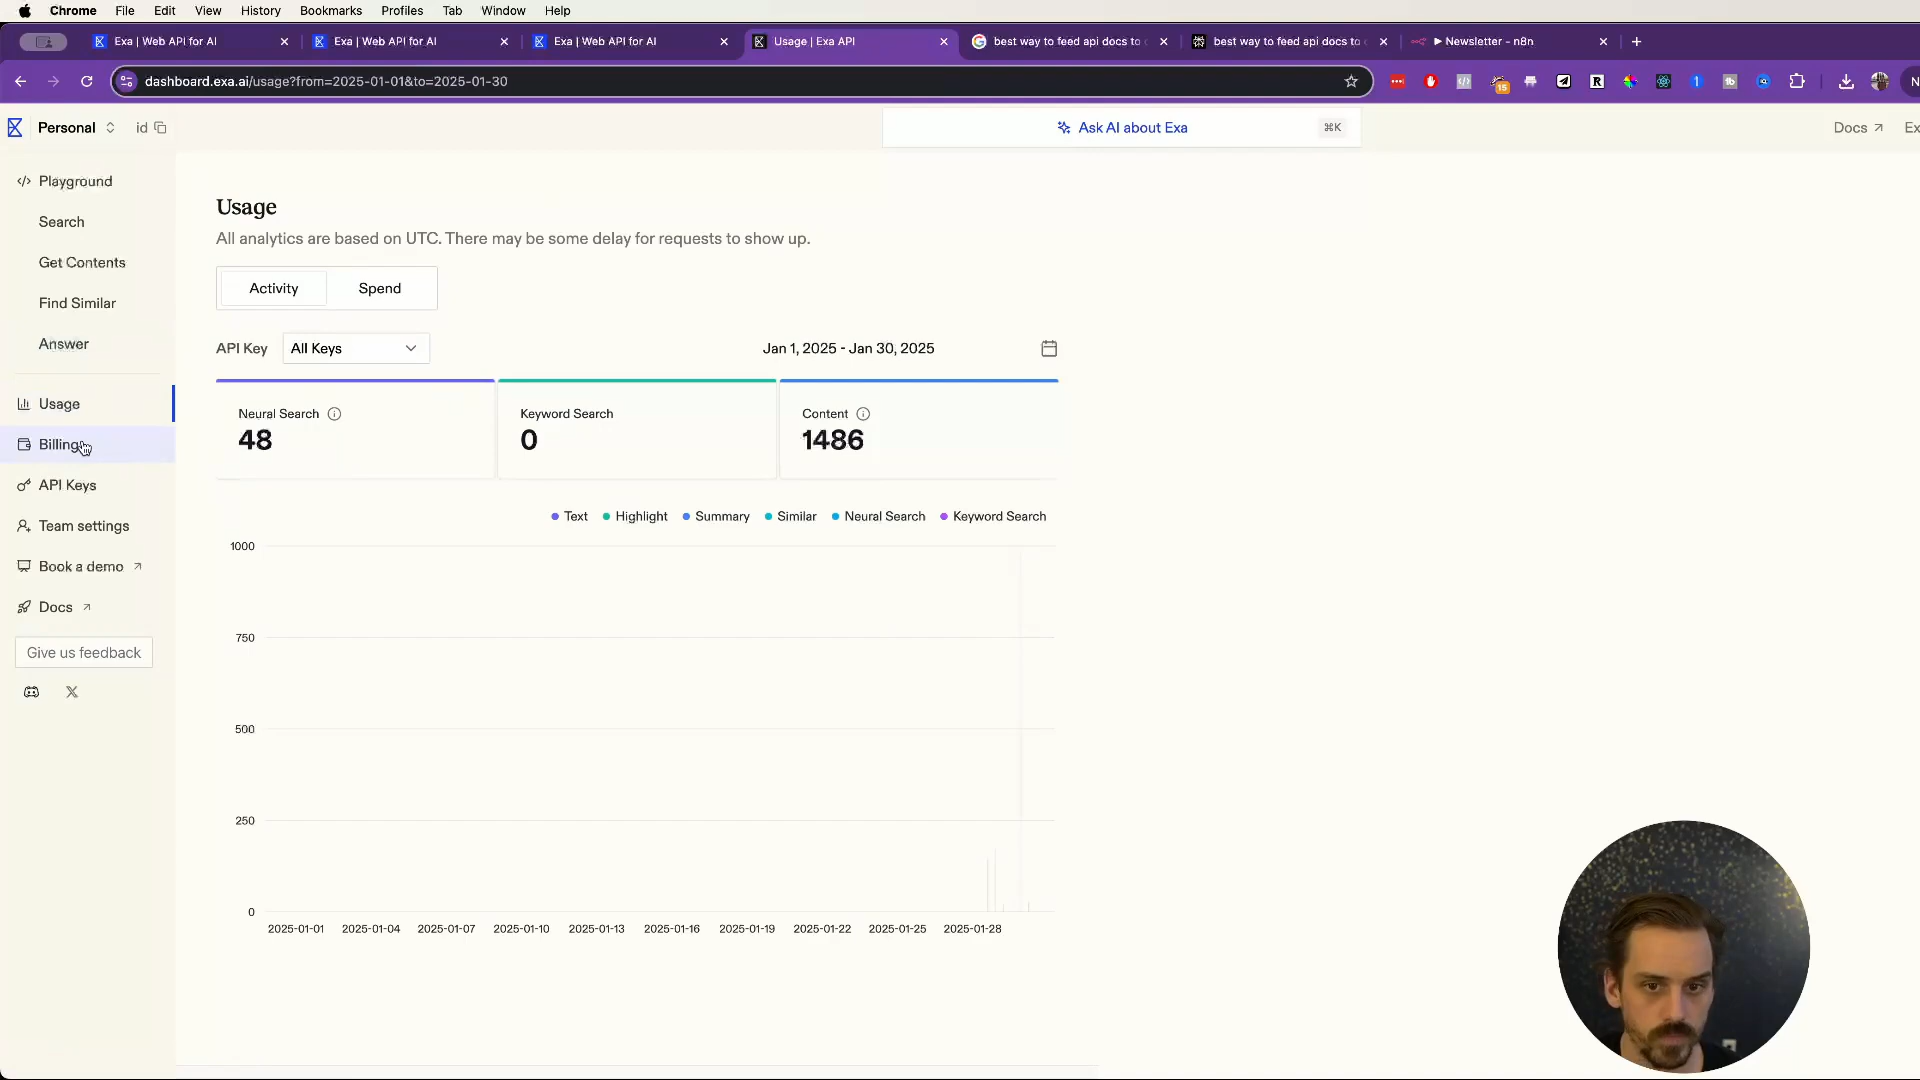 Chrome File Edit View History Bookmarks Profiles Tab Window Help
Exa | Web API for AI
Exa | Web API for AI
Exa | Web API for AI
Usage | Exa API
best way to feed api docs to
best way to feed api docs to
Newsletter - n8n
dashboard.exa.ai/usage?from=2025-01-01&to=2025-01-30
15
Personal id
Ask AI about Exa ⌘K
Docs ↗ Ex
Playground
Search
Get Contents
Find Similar
Answer
Usage
Billing
API Keys
Team settings
Book a demo ↗
Docs ↗
Give us feedback
Usage
All analytics are based on UTC. There may be some delay for requests to show up.
Activity Spend
API Key All Keys Jan 1, 2025 - Jan 30, 2025
Neural Search
48
Keyword Search
0
Content
1486
Text Highlight Summary Similar Neural Search Keyword Search
1000
750
500
250
0
2025-01-01 2025-01-04 2025-01-07 2025-01-10 2025-01-13 2025-01-16 2025-01-19 2025-01-22 2025-01-25 2025-01-28